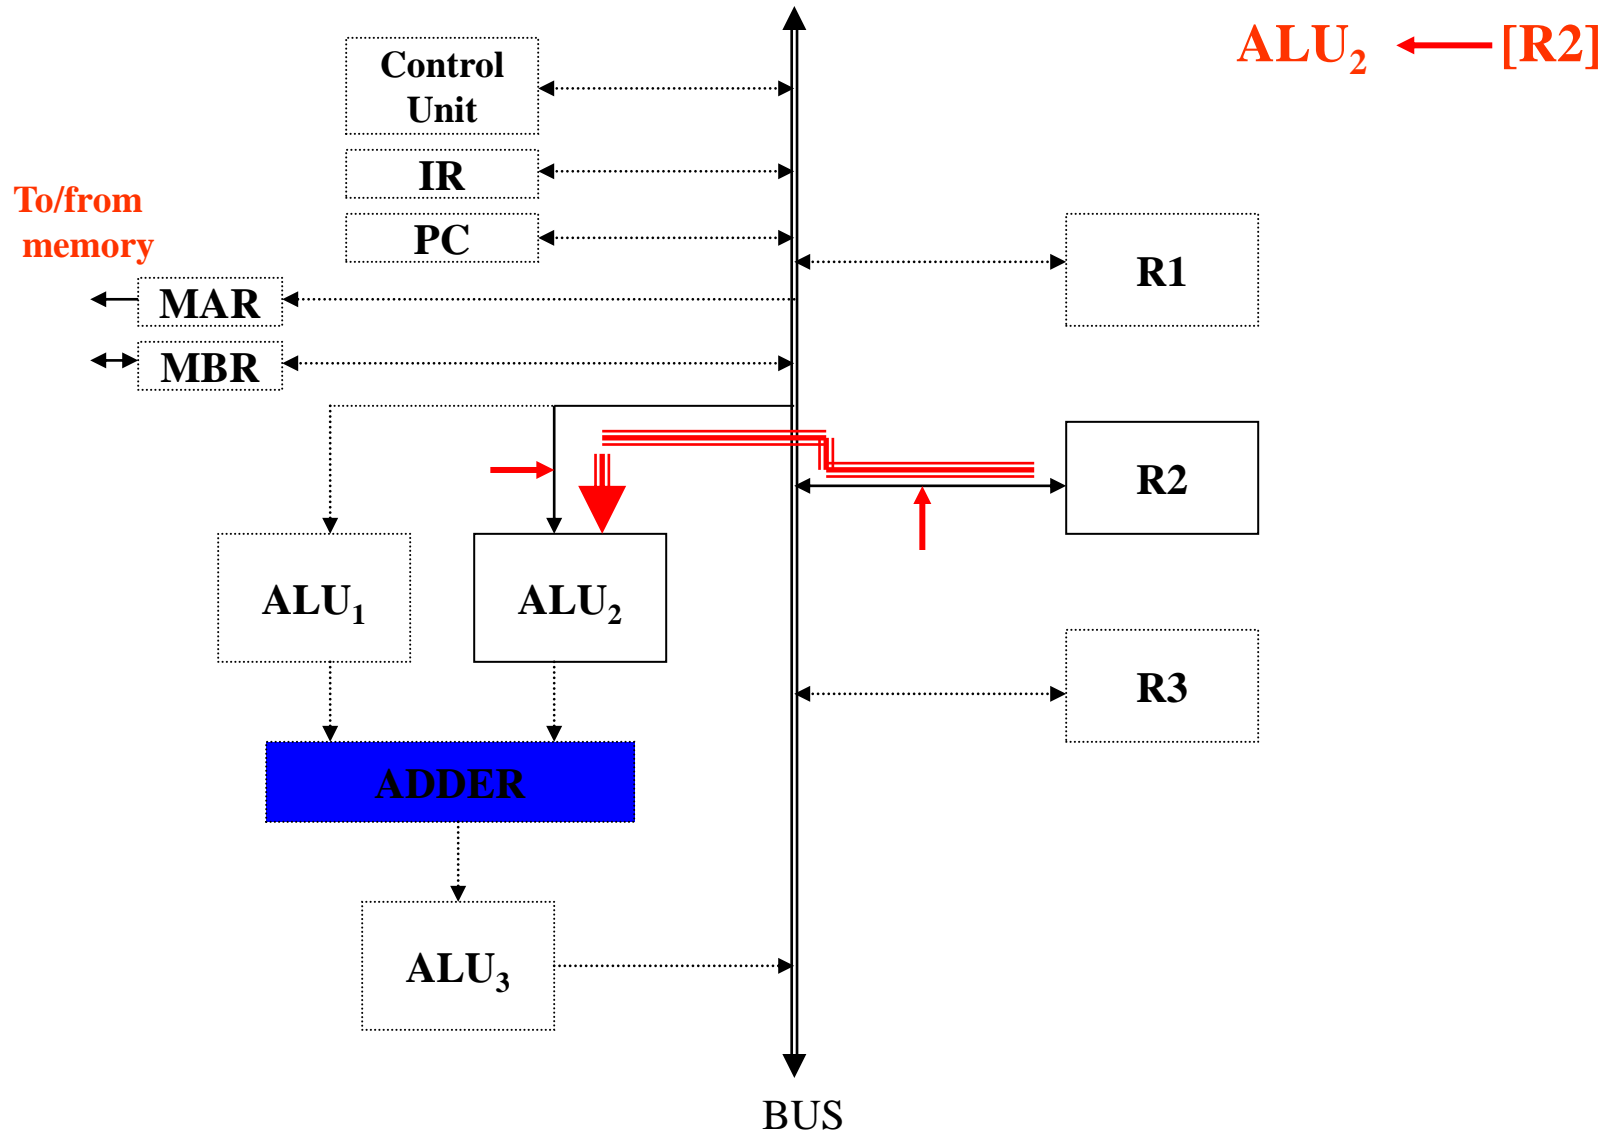 ALU2 [R2]
Control
Unit
IR
To/from
memory
PC
R1
MAR
MBR
R2
ALU1
ALU2
R3
ADDER
ALU3
BUS